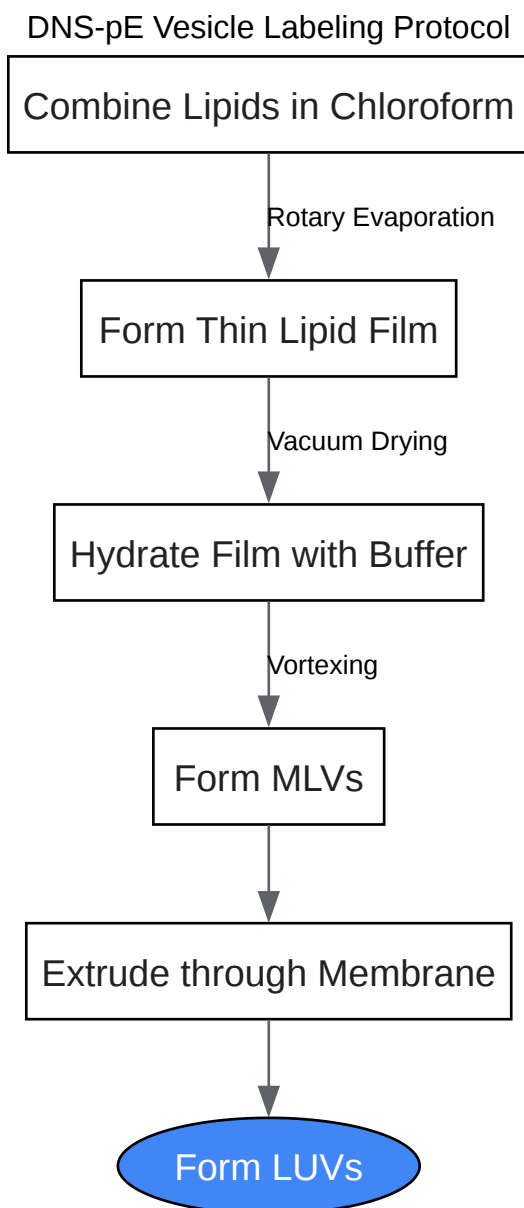 DNS-pE Vesicle Labeling Protocol
Combine Lipids in Chloroform
Rotary Evaporation
Form Thin Lipid Film
Vacuum Drying
Hydrate Film with Buffer
Vortexing
Form MLVs
Extrude through Membrane
Form LUVs